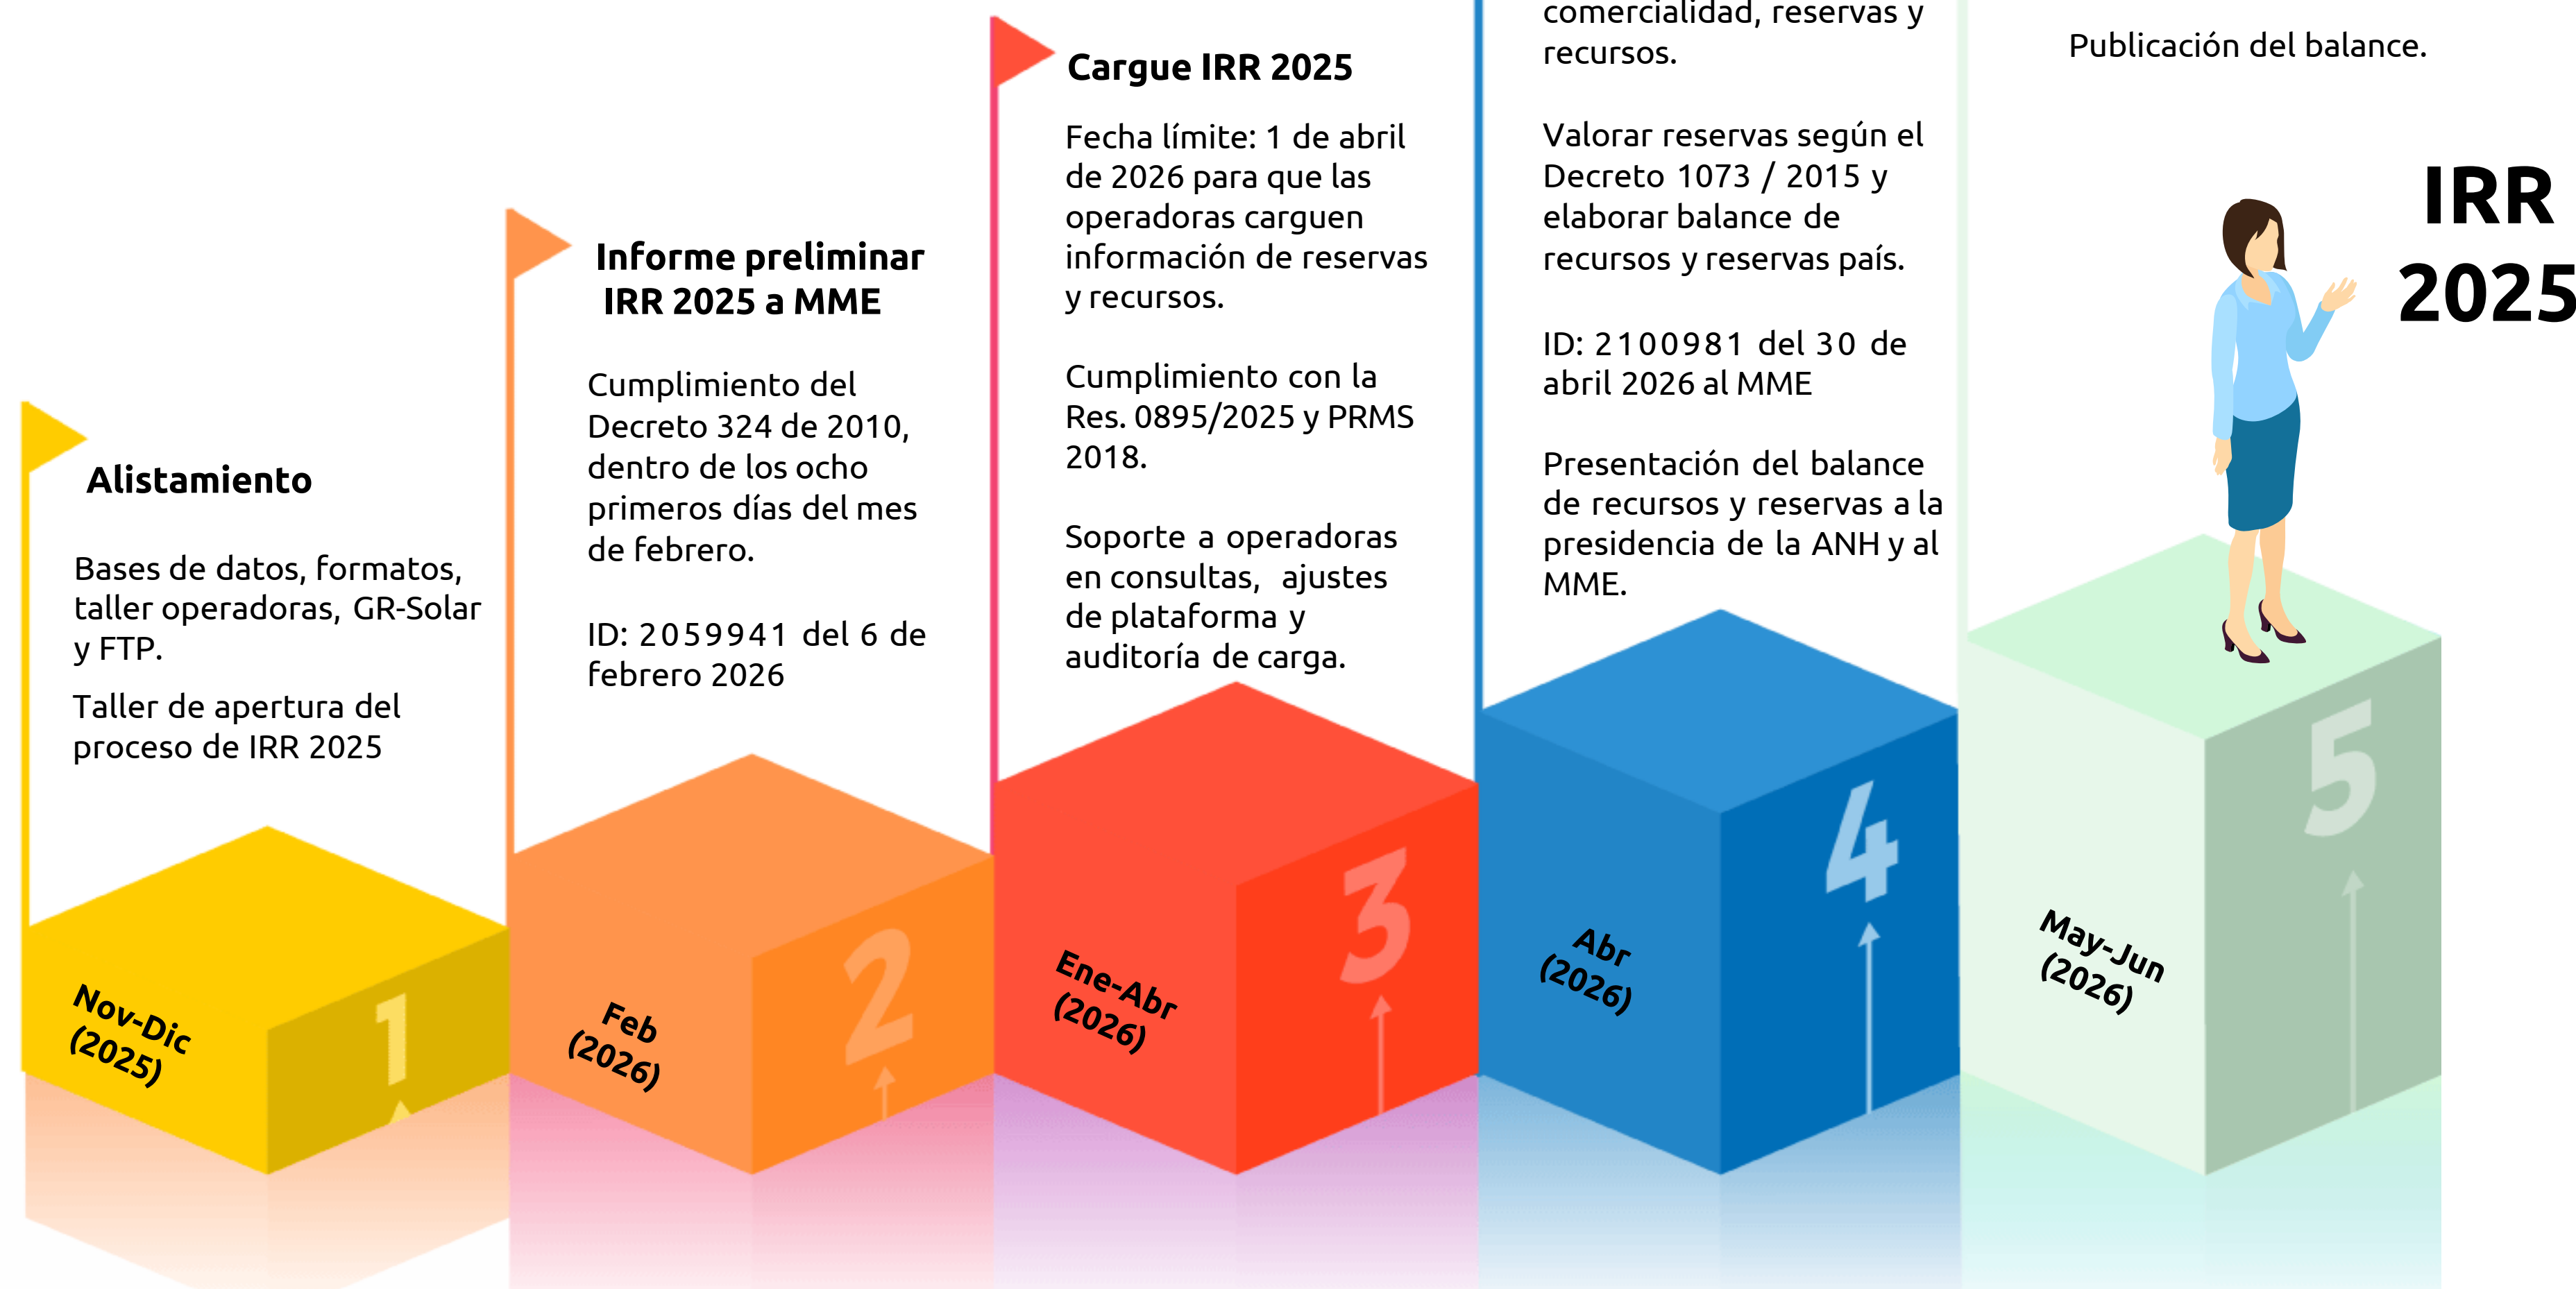 Alistamiento
Bases de datos, formatos,
taller operadoras, GR-Solar
y FTP.
Taller de apertura del
proceso de IRR 2025
Nov-Dic
(2025)
1
Informe preliminar
IRR 2025 a MME
Cumplimiento del
Decreto 324 de 2010,
dentro de los ocho
primeros días del mes
de febrero.
ID: 2059941 del 6 de
febrero 2026
Feb
(2026)
2
Cargue IRR 2025
Fecha límite: 1 de abril
de 2026 para que las
operadoras carguen
información de reservas
y recursos.
Cumplimiento con la
Res. 0895/2025 y PRMS
2018.
Soporte a operadoras
en consultas, ajustes
de plataforma y
auditoría de carga.
Ene-Abr
(2026)
3
comercialidad, reservas y
recursos.
Valorar reservas según el
Decreto 1073 / 2015 y
elaborar balance de
recursos y reservas país.
ID: 2100981 del 30 de
abril 2026 al MME
Presentación del balance
de recursos y reservas a la
presidencia de la ANH y al
MME.
Abr
(2026)
4
Publicación del balance.
IRR
2025
May-Jun
(2026)
5